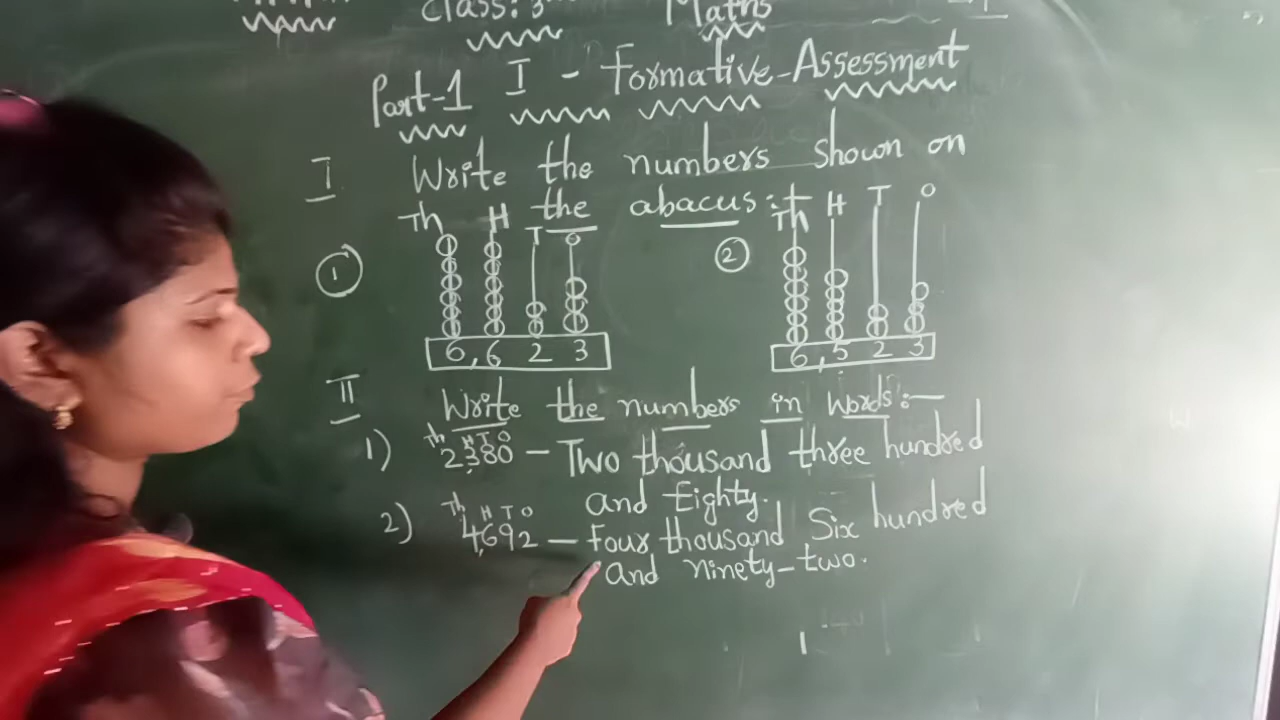 Class: 3 Maths
Part-1 I - Formative-Assessment
I Write the numbers shown on
the abacus:-
1 Th H T O
6,6 2 3
2 Th H T O
6,5 2 3
II Write the numbers in words:-
Th H T O
1) 2,380 - Two thousand three hundred
and Eighty.
Th H T O
2) 4,692 - Four thousand Six hundred
and ninety-two.